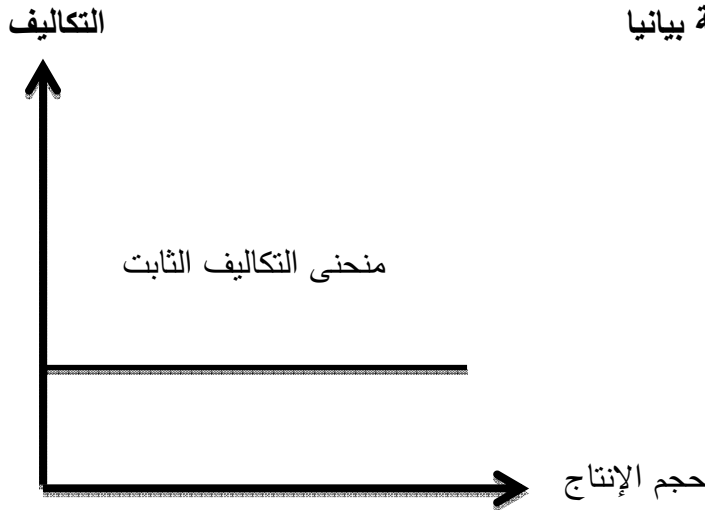 بيانيا
التكاليف
منحنى التكاليف الثابت
حجم الإنتاج